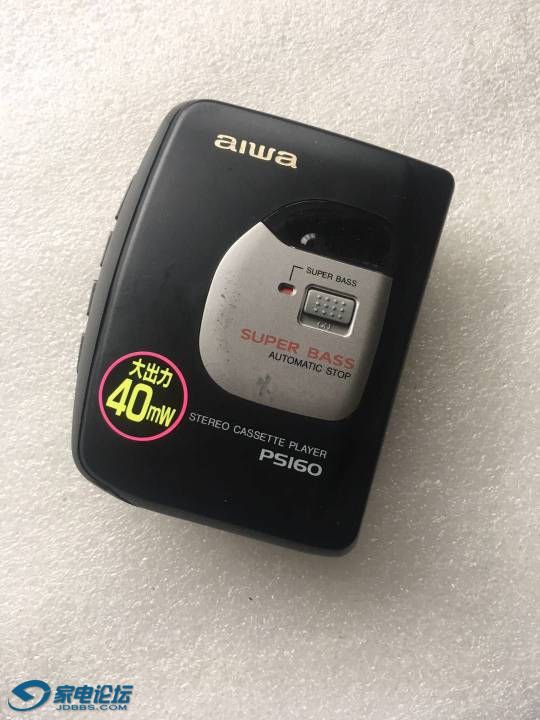 aiwa
SUPER BASS
ON
SUPER BASS
AUTOMATIC STOP
大出力
40mW
STEREO CASSETTE PLAYER
PS160
家电论坛
JDBBS.COM